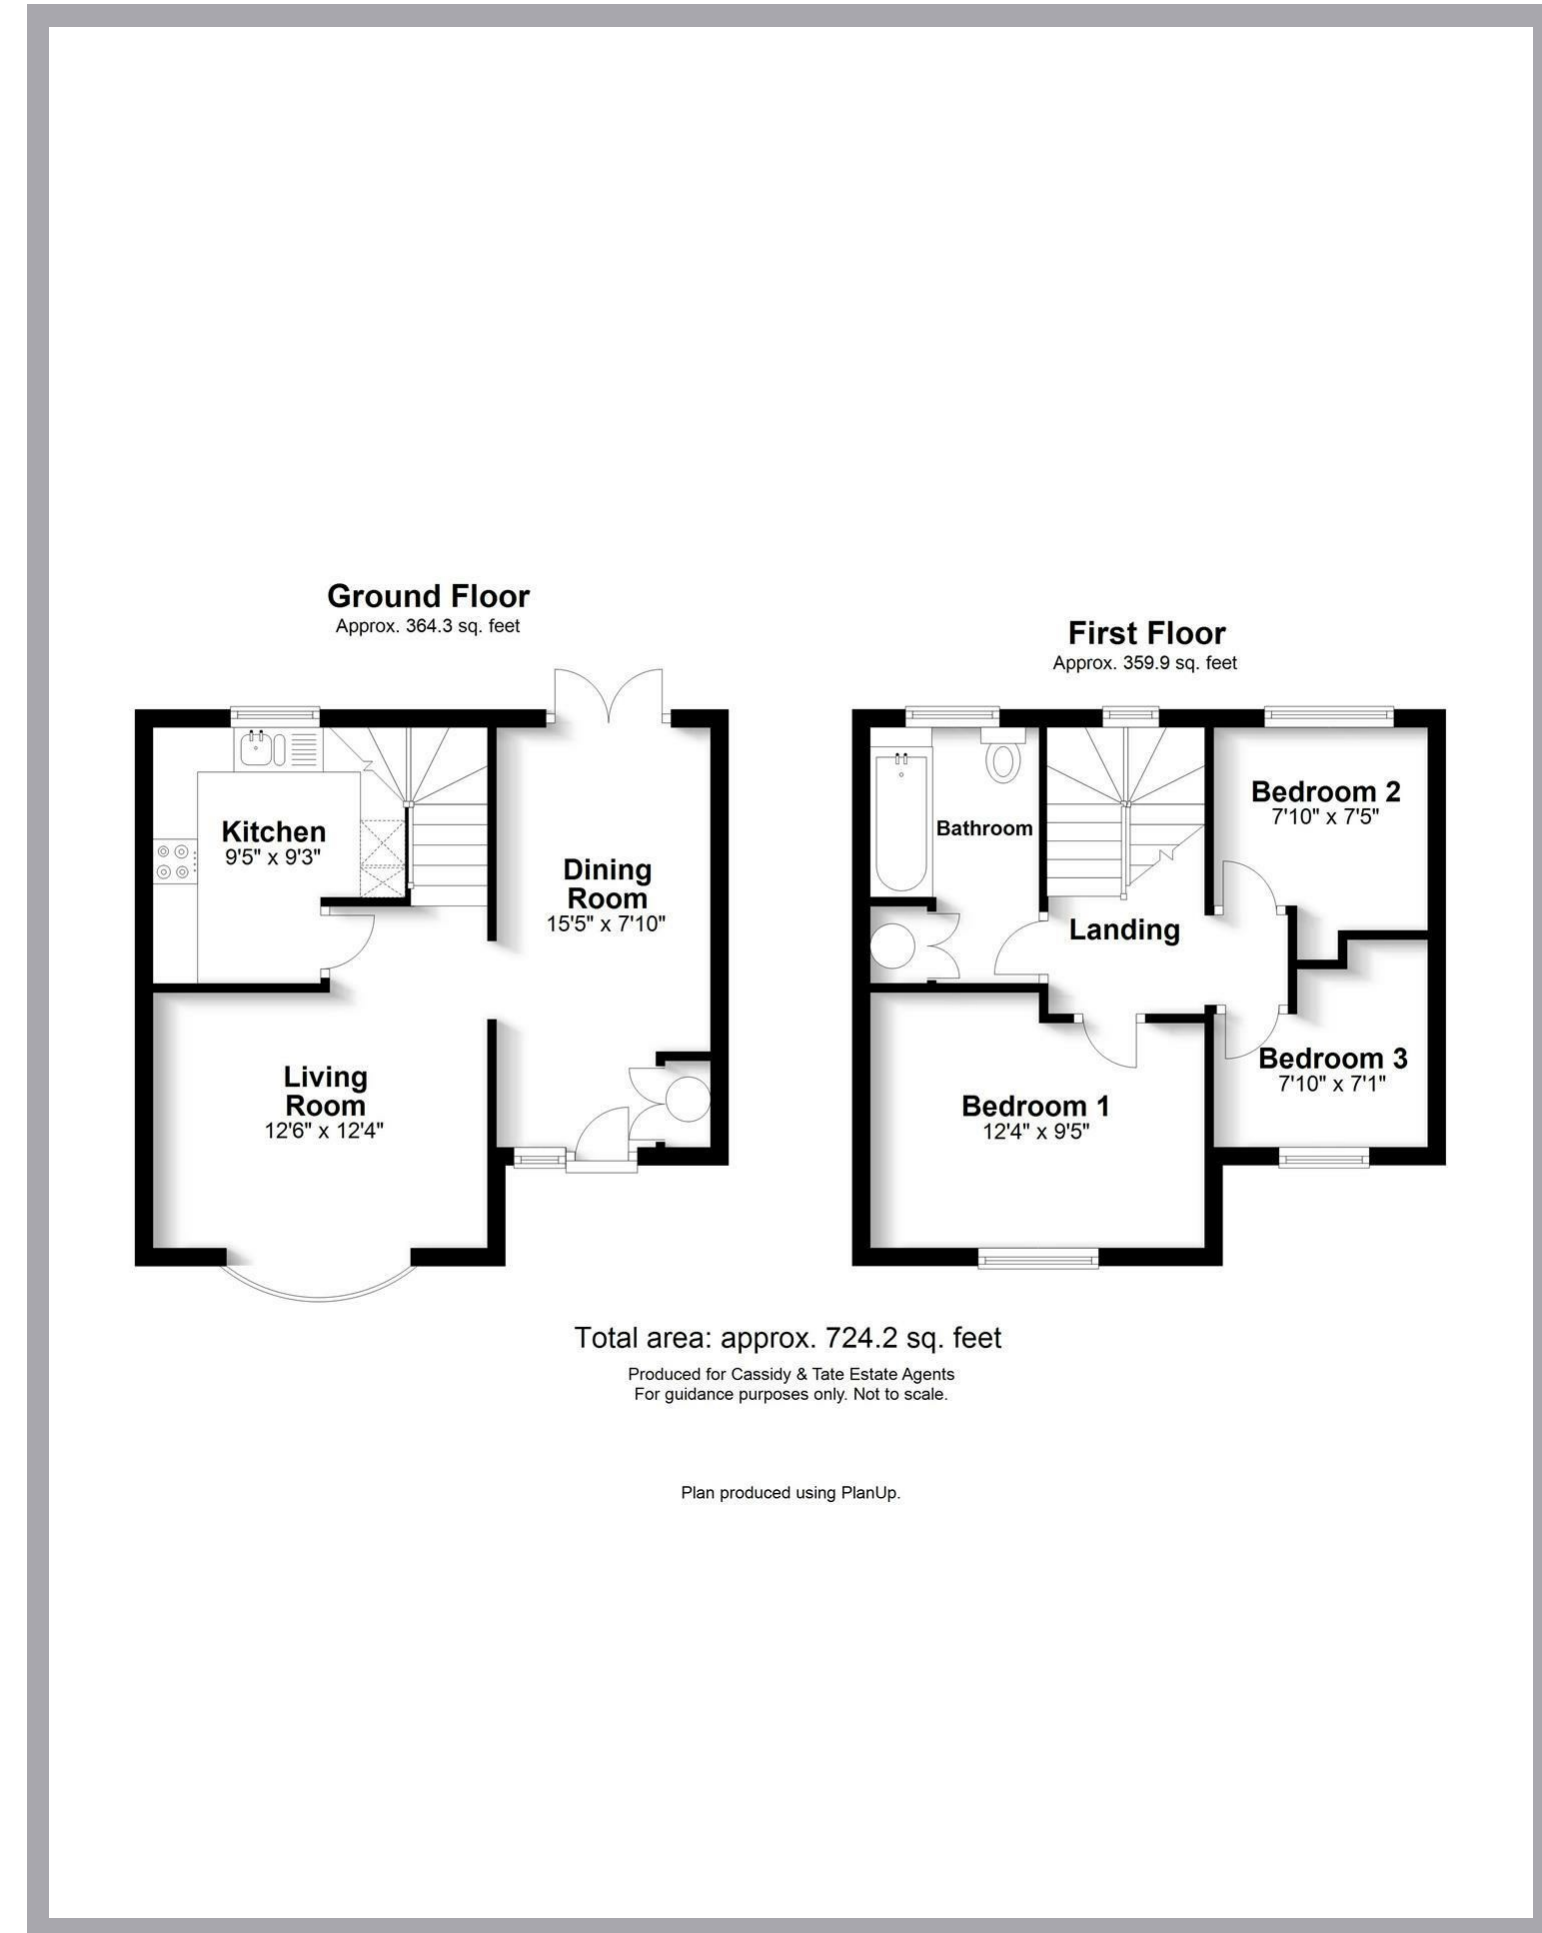 Ground Floor
Approx. 364.3 sq. feet
Kitchen
9'5" x 9'3"
Dining
Room
15'5" x 7'10"
Living
Room
12'6" x 12'4"
First Floor
Approx. 359.9 sq. feet
Bedroom 2
7'10" x 7'5"
Bathroom
Landing
Bedroom 3
7'10" x 7'1"
Bedroom 1
12'4" x 9'5"
Total area: approx. 724.2 sq. feet
Produced for Cassidy & Tate Estate Agents
For guidance purposes only. Not to scale.
Plan produced using PlanUp.